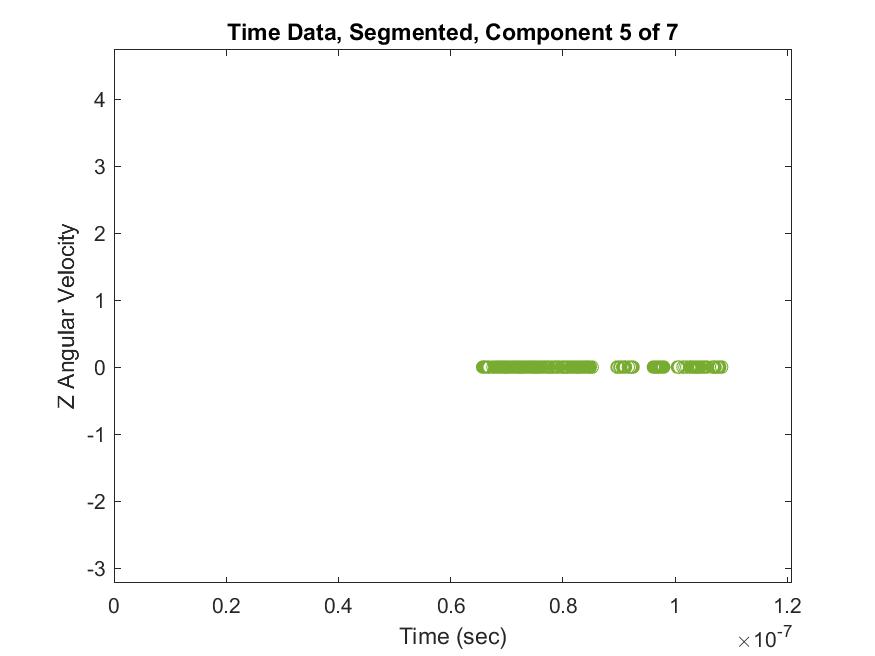 Time Data, Segmented, Component 5 of 7
4
3
2
1
0
-1
-2
-3
Z Angular Velocity
0 0.2 0.4 0.6 0.8 1 1.2
Time (sec)
×10-7